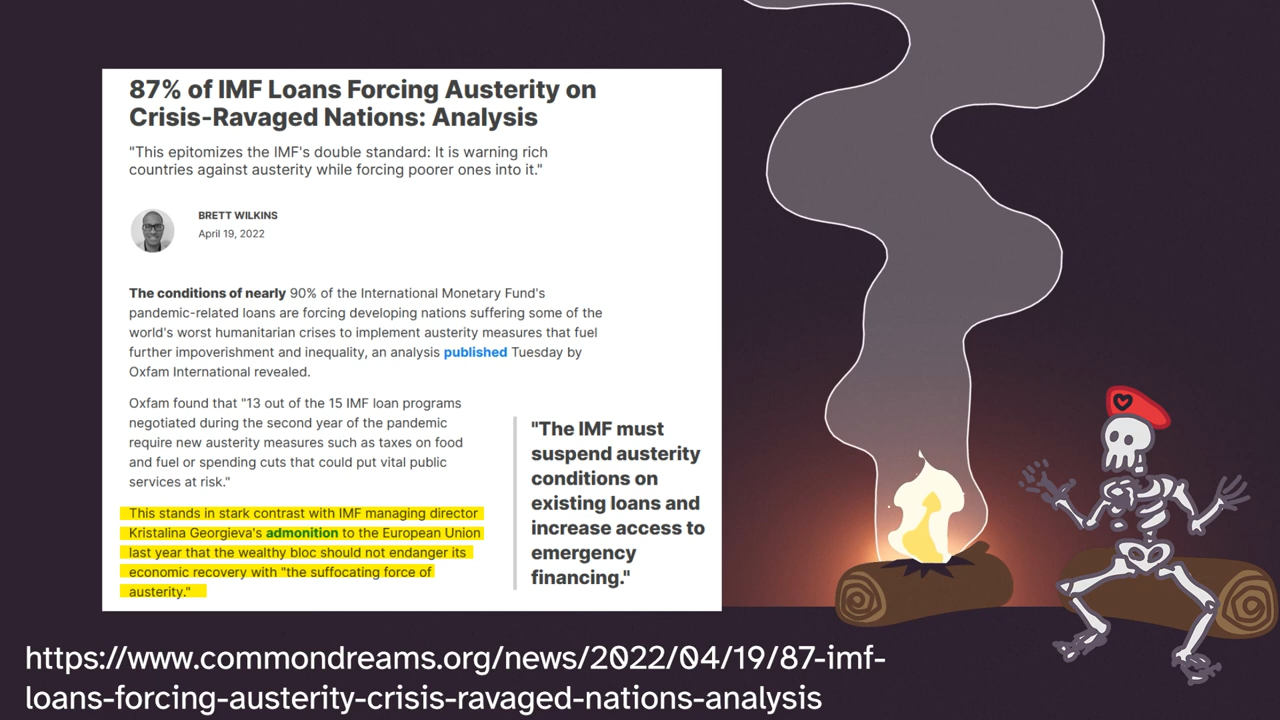 87% of IMF Loans Forcing Austerity on
Crisis-Ravaged Nations: Analysis
"This epitomizes the IMF's double standard: It is warning rich
countries against austerity while forcing poorer ones into it."
BRETT WILKINS
April 19, 2022
The conditions of nearly 90% of the International Monetary Fund's
pandemic-related loans are forcing developing nations suffering some of the
world's worst humanitarian crises to implement austerity measures that fuel
further impoverishment and inequality, an analysis published Tuesday by
Oxfam International revealed.
Oxfam found that "13 out of the 15 IMF loan programs
negotiated during the second year of the pandemic
require new austerity measures such as taxes on food
and fuel or spending cuts that could put vital public
services at risk."
This stands in stark contrast with IMF managing director
Kristalina Georgieva's admonition to the European Union
last year that the wealthy bloc should not endanger its
economic recovery with "the suffocating force of
austerity."
"The IMF must
suspend austerity
conditions on
existing loans and
increase access to
emergency
financing."
https://www.commondreams.org/news/2022/04/19/87-imf-
loans-forcing-austerity-crisis-ravaged-nations-analysis